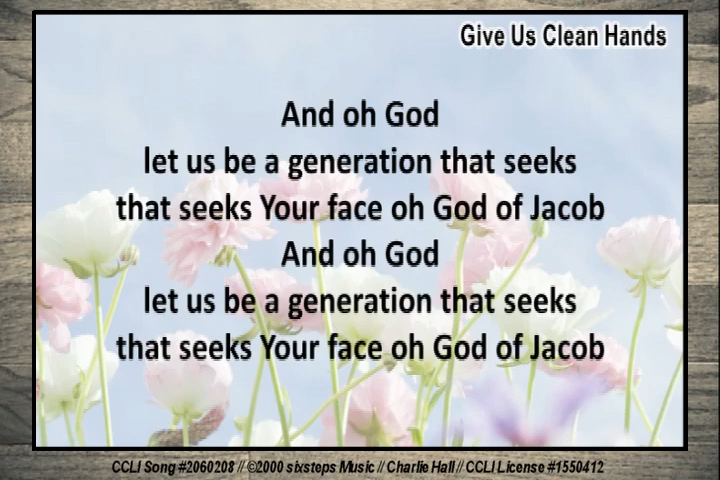 Give Us Clean Hands
And oh God
let us be a generation that seeks
that seeks Your face oh God of Jacob
And oh God
let us be a generation that seeks
that seeks Your face oh God of Jacob
CCLI Song #2060208 // ©2000 sixsteps Music // Charlie Hall // CCLI License #1550412